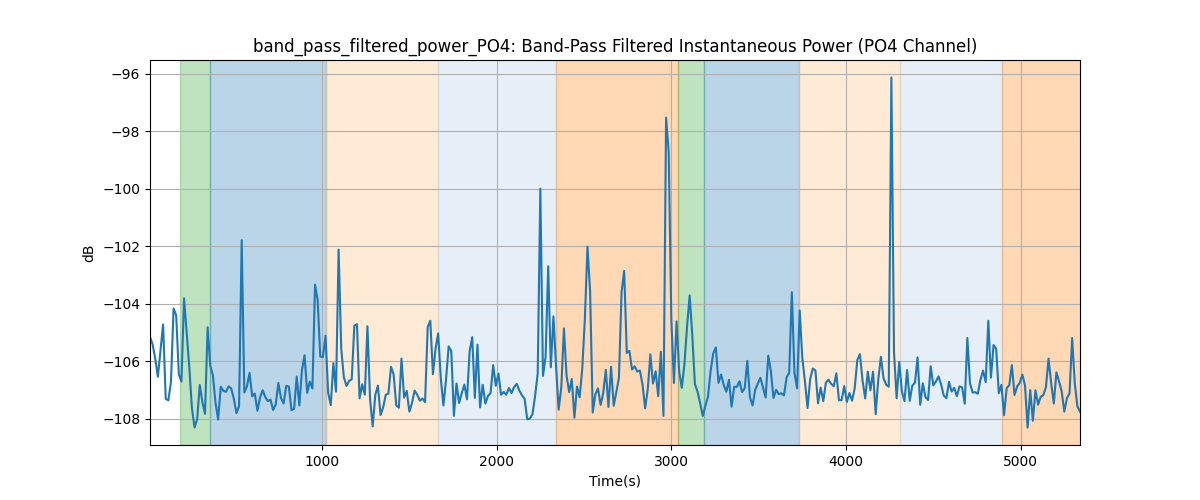 band_pass_filtered_power_PO4: Band-Pass Filtered Instantaneous Power (PO4 Channel)
−96
−98
−100
−102
−104
−106
−108
dB
1000 2000 3000 4000 5000
Time(s)